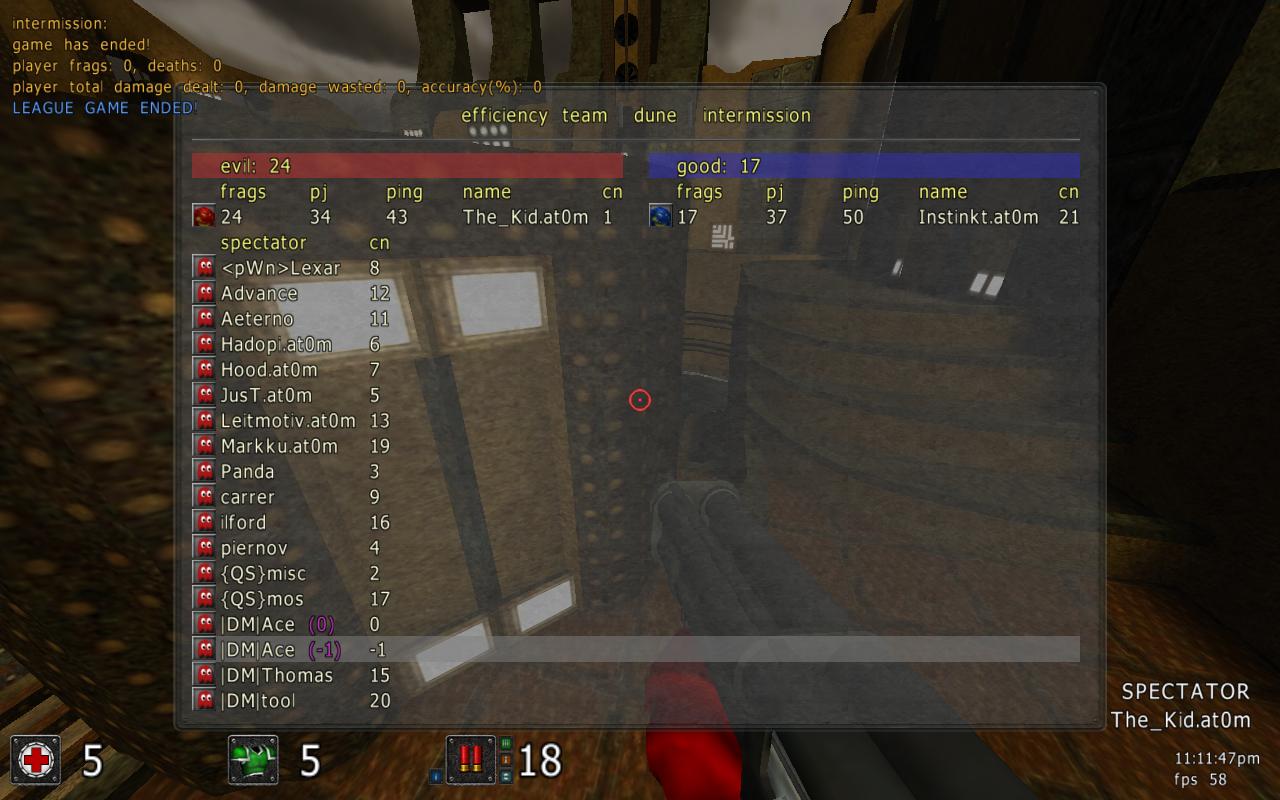 intermission:
game has ended!
player frags: 0, deaths: 0
player total damage dealt: 0, damage wasted: 0, accuracy(%): 0
LEAGUE GAME ENDED!
efficiency team dune intermission
evil: 24 good: 17
frags pj ping name cn frags pj ping name cn
24 34 43 The_Kid.at0m 1 17 37 50 Instinkt.at0m 21
spectator cn
<pWn>Lexar 8
Advance 12
Aeterno 11
Hadopi.at0m 6
Hood.at0m 7
JusT.at0m 5
Leitmotiv.at0m 13
Markku.at0m 19
Panda 3
carrer 9
ilford 16
piernov 4
{QS}misc 2
{QS}mos 17
|DM|Ace (0) 0
|DM|Ace (-1) -1
|DM|Thomas 15
|DM|tool 20
SPECTATOR
The_Kid.at0m
5 5 18
11:11:47pm
fps 58